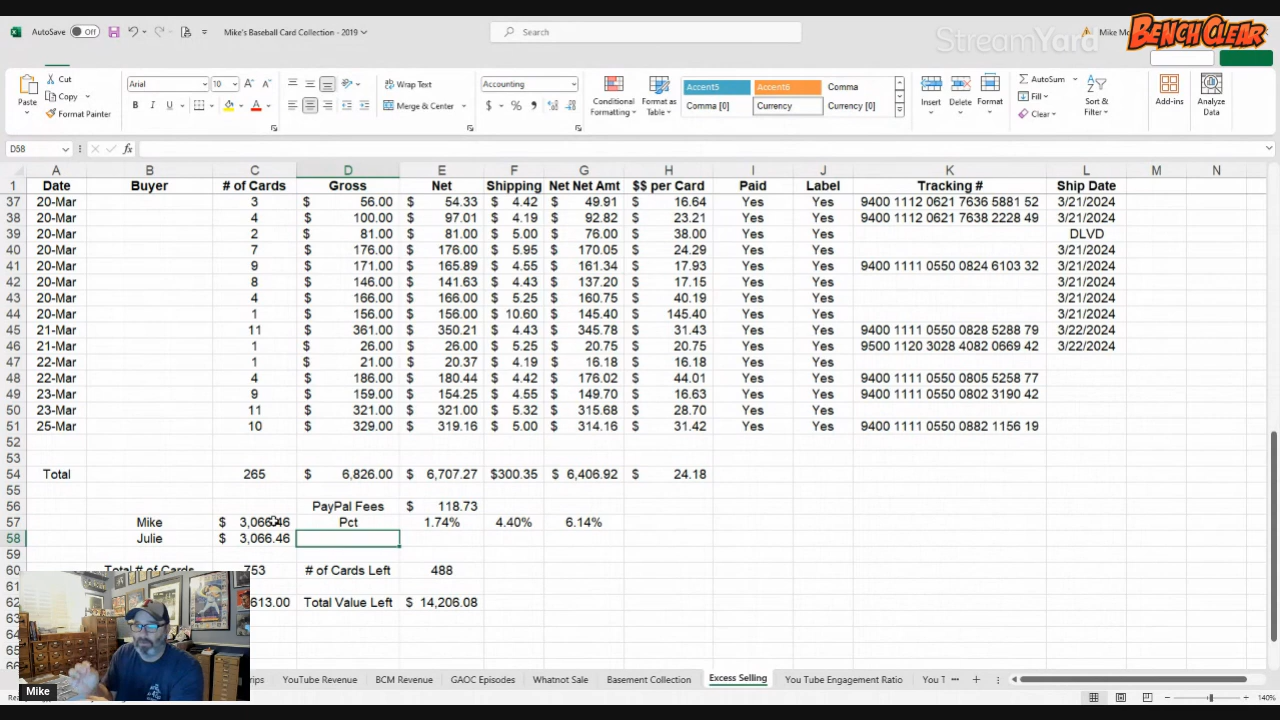 AutoSave Off Mike's Baseball Card Collection - 2019 Search StreamYard Mike BENCHCLEAR
Cut Arial 10 Wrap Text Accounting Accent5 Accent6 Comma AutoSum
Paste Copy Merge & Center Conditional Formatting Format as Table Comma [0] Currency Currency [0] Insert Delete Format Fill Sort & Filter Add-ins Analyze Data
Format Painter Clear
D58 fx
A B C D E F G H I J K L M N
1 Date Buyer # of Cards Gross Net Shipping Net Net Amt $$ per Card Paid Label Tracking # Ship Date
37 20-Mar 3 $ 56.00 $ 54.33 $ 4.42 $ 49.91 $ 16.64 Yes Yes 9400 1112 0621 7636 5881 52 3/21/2024
38 20-Mar 4 $ 100.00 $ 97.01 $ 4.19 $ 92.82 $ 23.21 Yes Yes 9400 1112 0621 7638 2228 49 3/21/2024
39 20-Mar 2 $ 81.00 $ 81.00 $ 5.00 $ 76.00 $ 38.00 Yes Yes DLVD
40 20-Mar 7 $ 176.00 $ 176.00 $ 5.95 $ 170.05 $ 24.29 Yes Yes 3/21/2024
41 20-Mar 9 $ 171.00 $ 165.89 $ 4.55 $ 161.34 $ 17.93 Yes Yes 9400 1111 0550 0824 6103 32 3/21/2024
42 20-Mar 8 $ 146.00 $ 141.63 $ 4.43 $ 137.20 $ 17.15 Yes Yes 3/21/2024
43 20-Mar 4 $ 166.00 $ 166.00 $ 5.25 $ 160.75 $ 40.19 Yes Yes 3/21/2024
44 20-Mar 1 $ 156.00 $ 156.00 $ 10.60 $ 145.40 $ 145.40 Yes Yes 3/21/2024
45 21-Mar 11 $ 361.00 $ 350.21 $ 4.43 $ 345.78 $ 31.43 Yes Yes 9400 1111 0550 0828 5288 79 3/22/2024
46 21-Mar 1 $ 26.00 $ 26.00 $ 5.25 $ 20.75 $ 20.75 Yes Yes 9500 1120 3028 4082 0669 42 3/22/2024
47 22-Mar 1 $ 21.00 $ 20.37 $ 4.19 $ 16.18 $ 16.18 Yes Yes
48 22-Mar 4 $ 186.00 $ 180.44 $ 4.42 $ 176.02 $ 44.01 Yes Yes 9400 1111 0550 0805 5258 77
49 23-Mar 9 $ 159.00 $ 154.25 $ 4.55 $ 149.70 $ 16.63 Yes Yes 9400 1111 0550 0802 3190 42
50 23-Mar 11 $ 321.00 $ 321.00 $ 5.32 $ 315.68 $ 28.70 Yes Yes
51 25-Mar 10 $ 329.00 $ 319.16 $ 5.00 $ 314.16 $ 31.42 Yes Yes 9400 1111 0550 0882 1156 19
52
53
54 Total 265 $ 6,826.00 $ 6,707.27 $300.35 $ 6,406.92 $ 24.18
55
56 PayPal Fees $ 118.73
57 Mike $ 3,066.46 Pct 1.74% 4.40% 6.14%
58 Julie $ 3,066.46
59
60 Total # of Cards 753 # of Cards Left 488
61
62 613.00 Total Value Left $ 14,206.08
63
64
65
66
Mike
YouTube Revenue BCM Revenue GAOC Episodes Whatnot Sale Basement Collection Excess Selling You Tube Engagement Ratio You T
140%